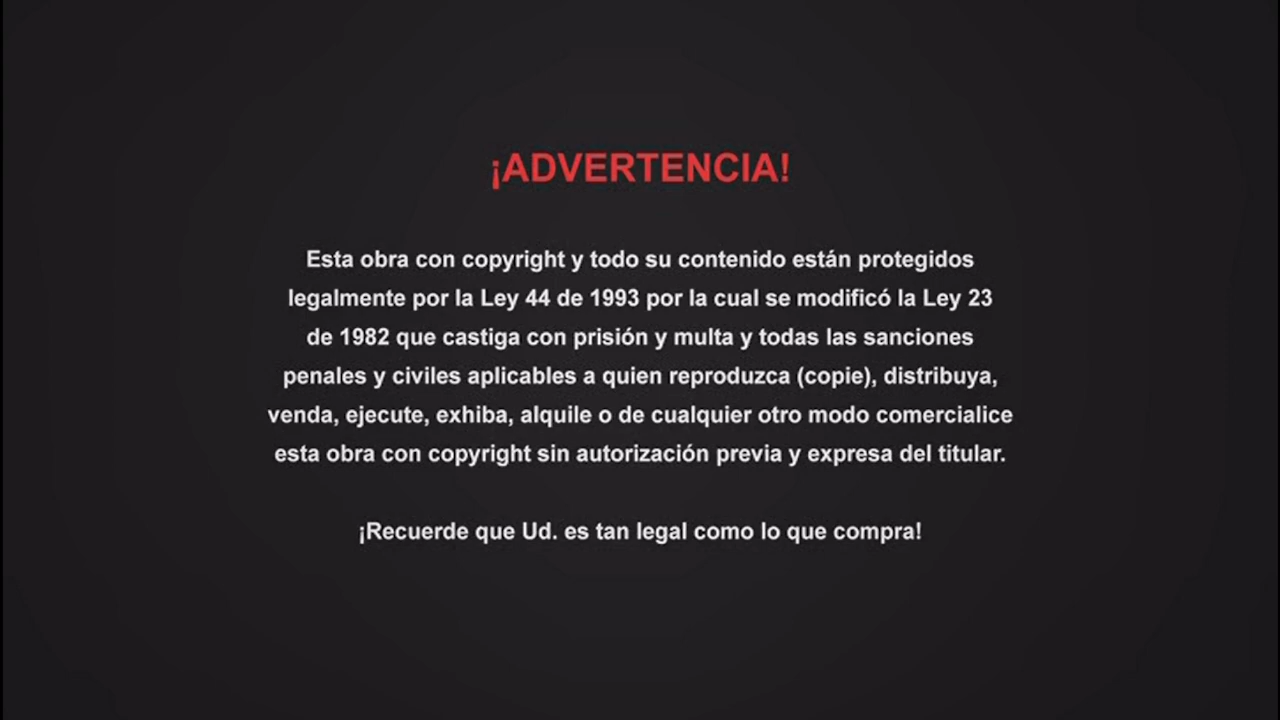 ¡ADVERTENCIA!
Esta obra con copyright y todo su contenido están protegidos
legalmente por la Ley 44 de 1993 por la cual se modificó la Ley 23
de 1982 que castiga con prisión y multa y todas las sanciones
penales y civiles aplicables a quien reproduzca (copie), distribuya,
venda, ejecute, exhiba, alquile o de cualquier otro modo comercialice
esta obra con copyright sin autorización previa y expresa del titular.
¡Recuerde que Ud. es tan legal como lo que compra!